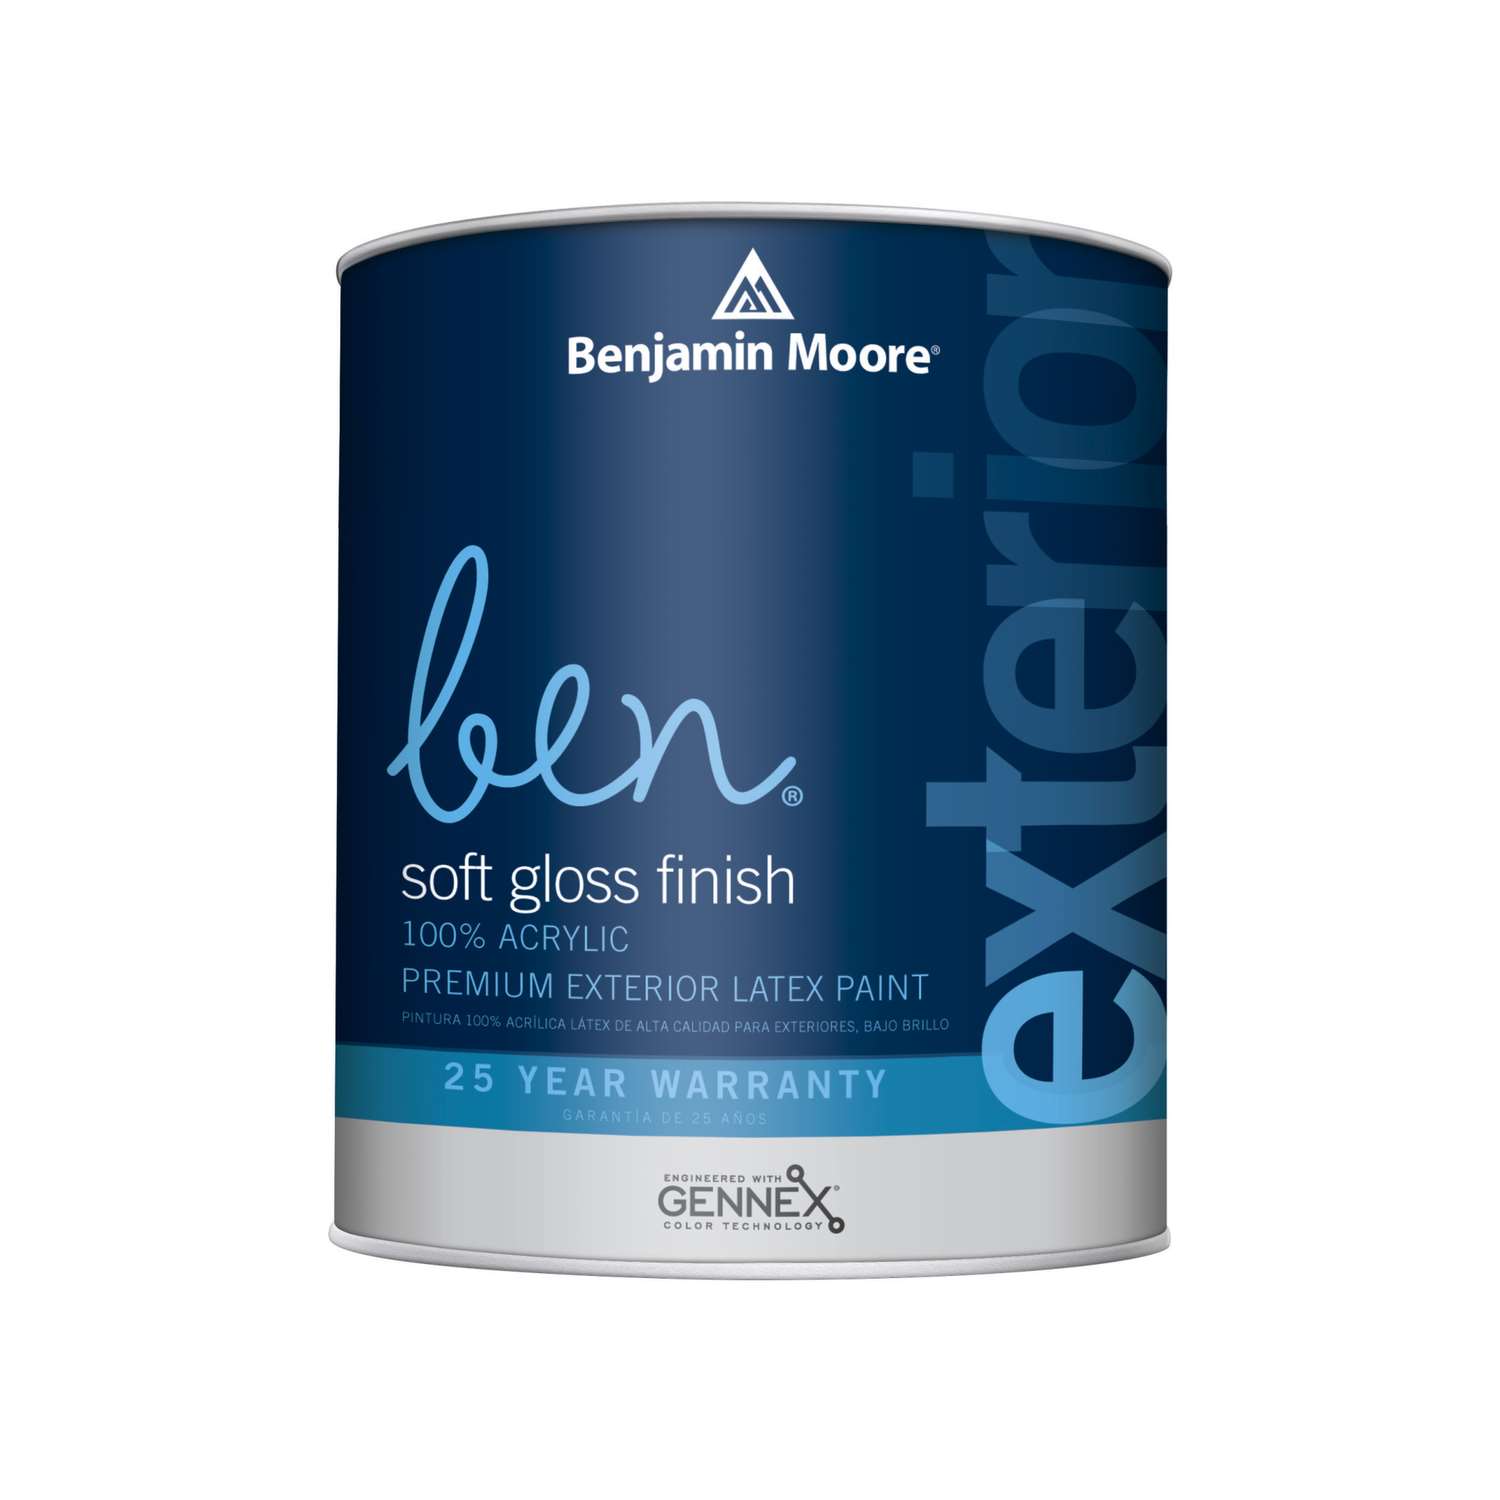 Benjamin Moore®
ben®
soft gloss finish
100% ACRYLIC
PREMIUM EXTERIOR LATEX PAINT
PINTURA 100% ACRÍLICA LÁTEX DE ALTA CALIDAD PARA EXTERIORES, BAJO BRILLO
25 YEAR WARRANTY
GARANTÍA DE 25 AÑOS
exterior
ENGINEERED WITH
GENNEX®
COLOR TECHNOLOGY